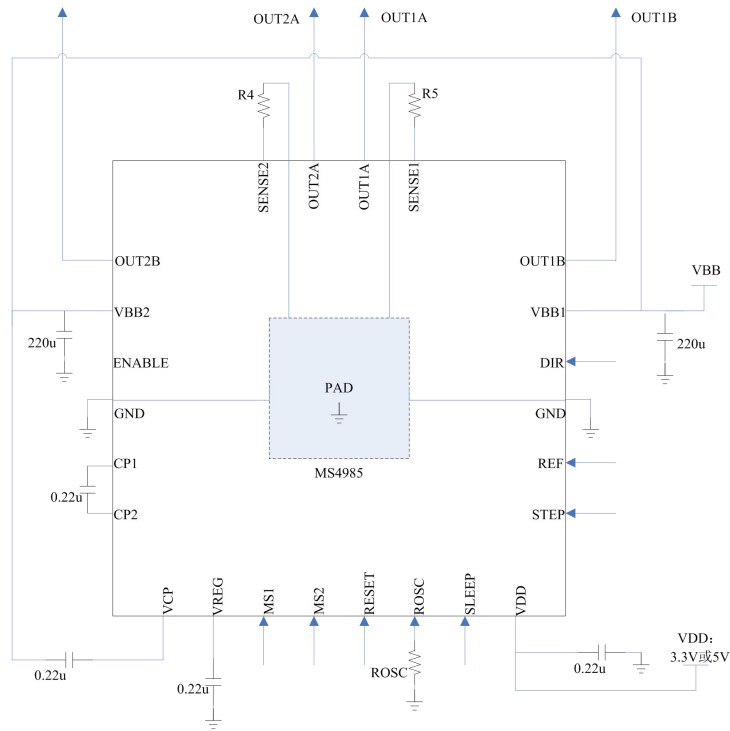 OUT2A
OUT1A
OUT1B
R4
R5
SENSE2
OUT2A
OUT1A
SENSE1
OUT2B
OUT1B
VBB
VBB2
VBB1
220u
220u
ENABLE
DIR
PAD
GND
GND
CP1
REF
MS4985
0.22u
CP2
STEP
VCP
VREG
MS1
MS2
RESET
ROSC
SLEEP
VDD
VDD：
3.3V或5V
0.22u
0.22u
ROSC
0.22u